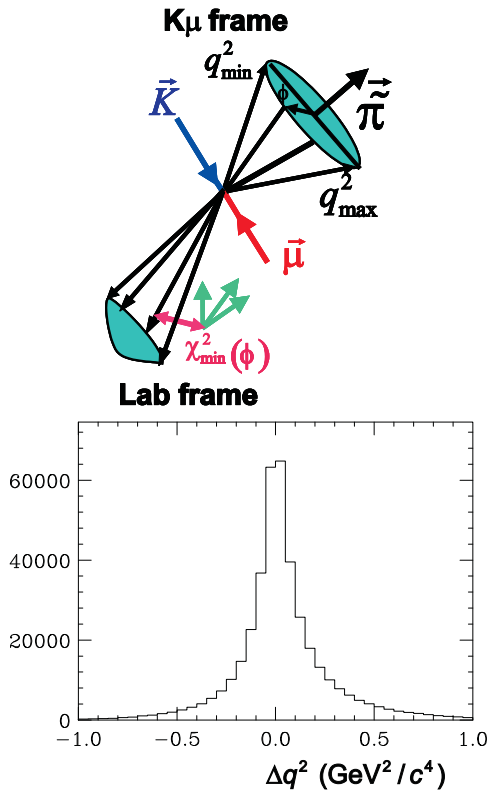 Kμ frame
q²min
K⃗
ϕ
π̃⃗
q²max
μ⃗
χ²min(ϕ)
Lab frame
60000
40000
20000
0
−1.0 −0.5 0.0 0.5 1.0
Δq² (GeV²/c⁴)